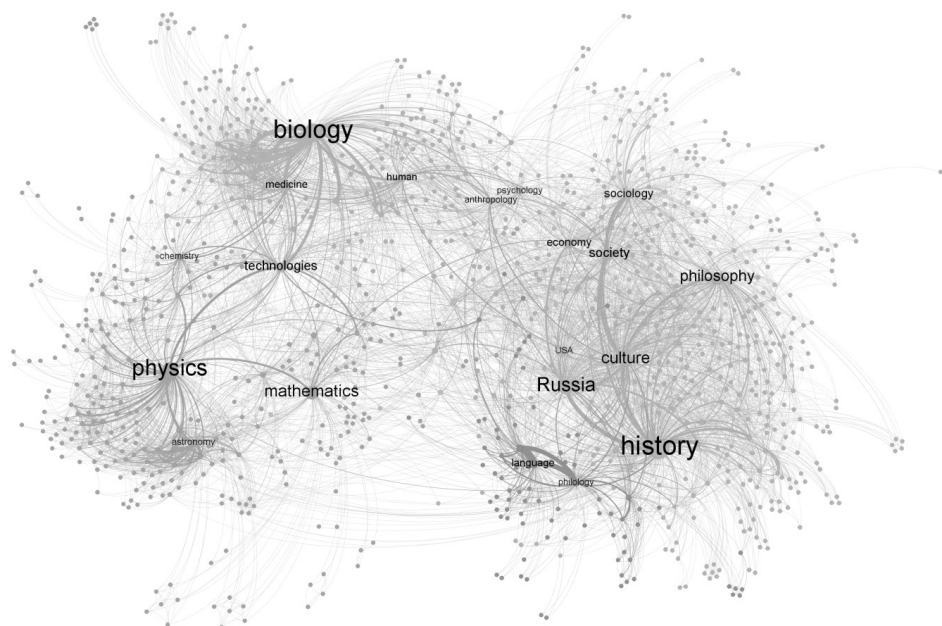 biology
human
medicine
psychology
anthropology
sociology
economy
society
chemistry
technologies
philosophy
USA
culture
physics
Russia
mathematics
astronomy
history
language
philology